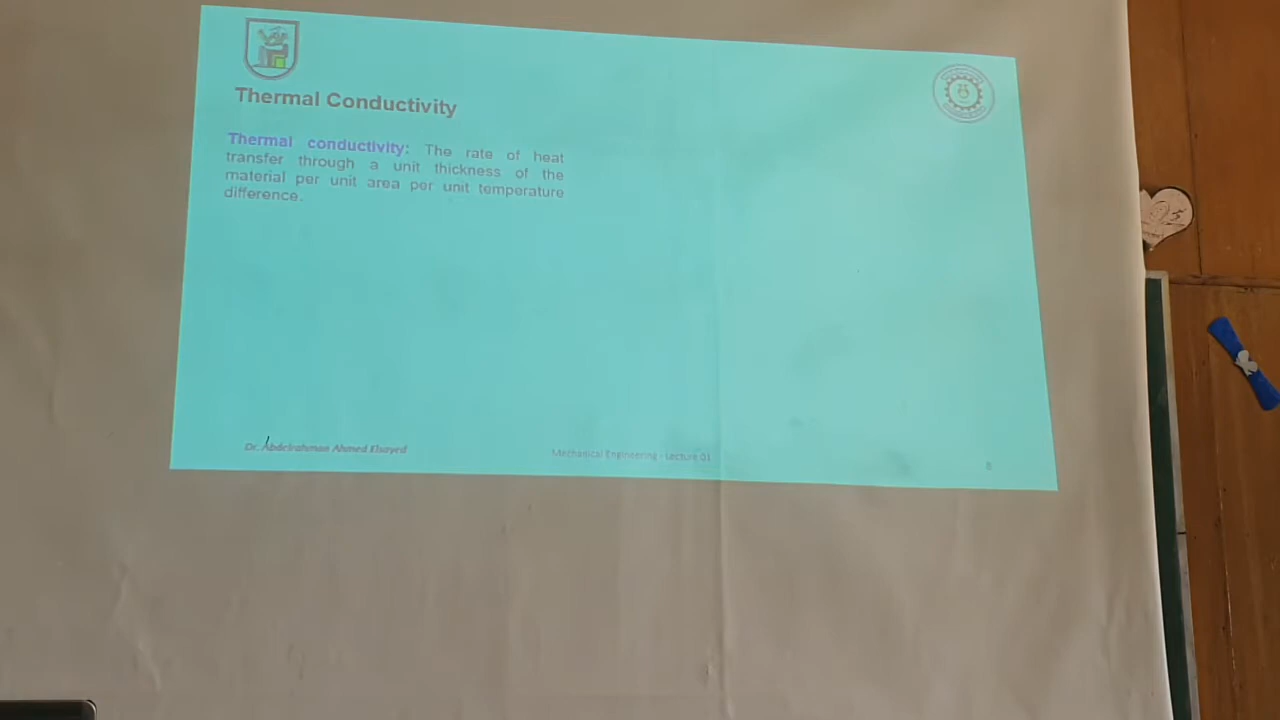 Thermal Conductivity
Thermal conductivity: The rate of heat
transfer through a unit thickness of the
material per unit area per unit temperature
difference.
Dr. Abdelrahman Ahmed Elsayed
Mechanical Engineering - Lecture 01
8